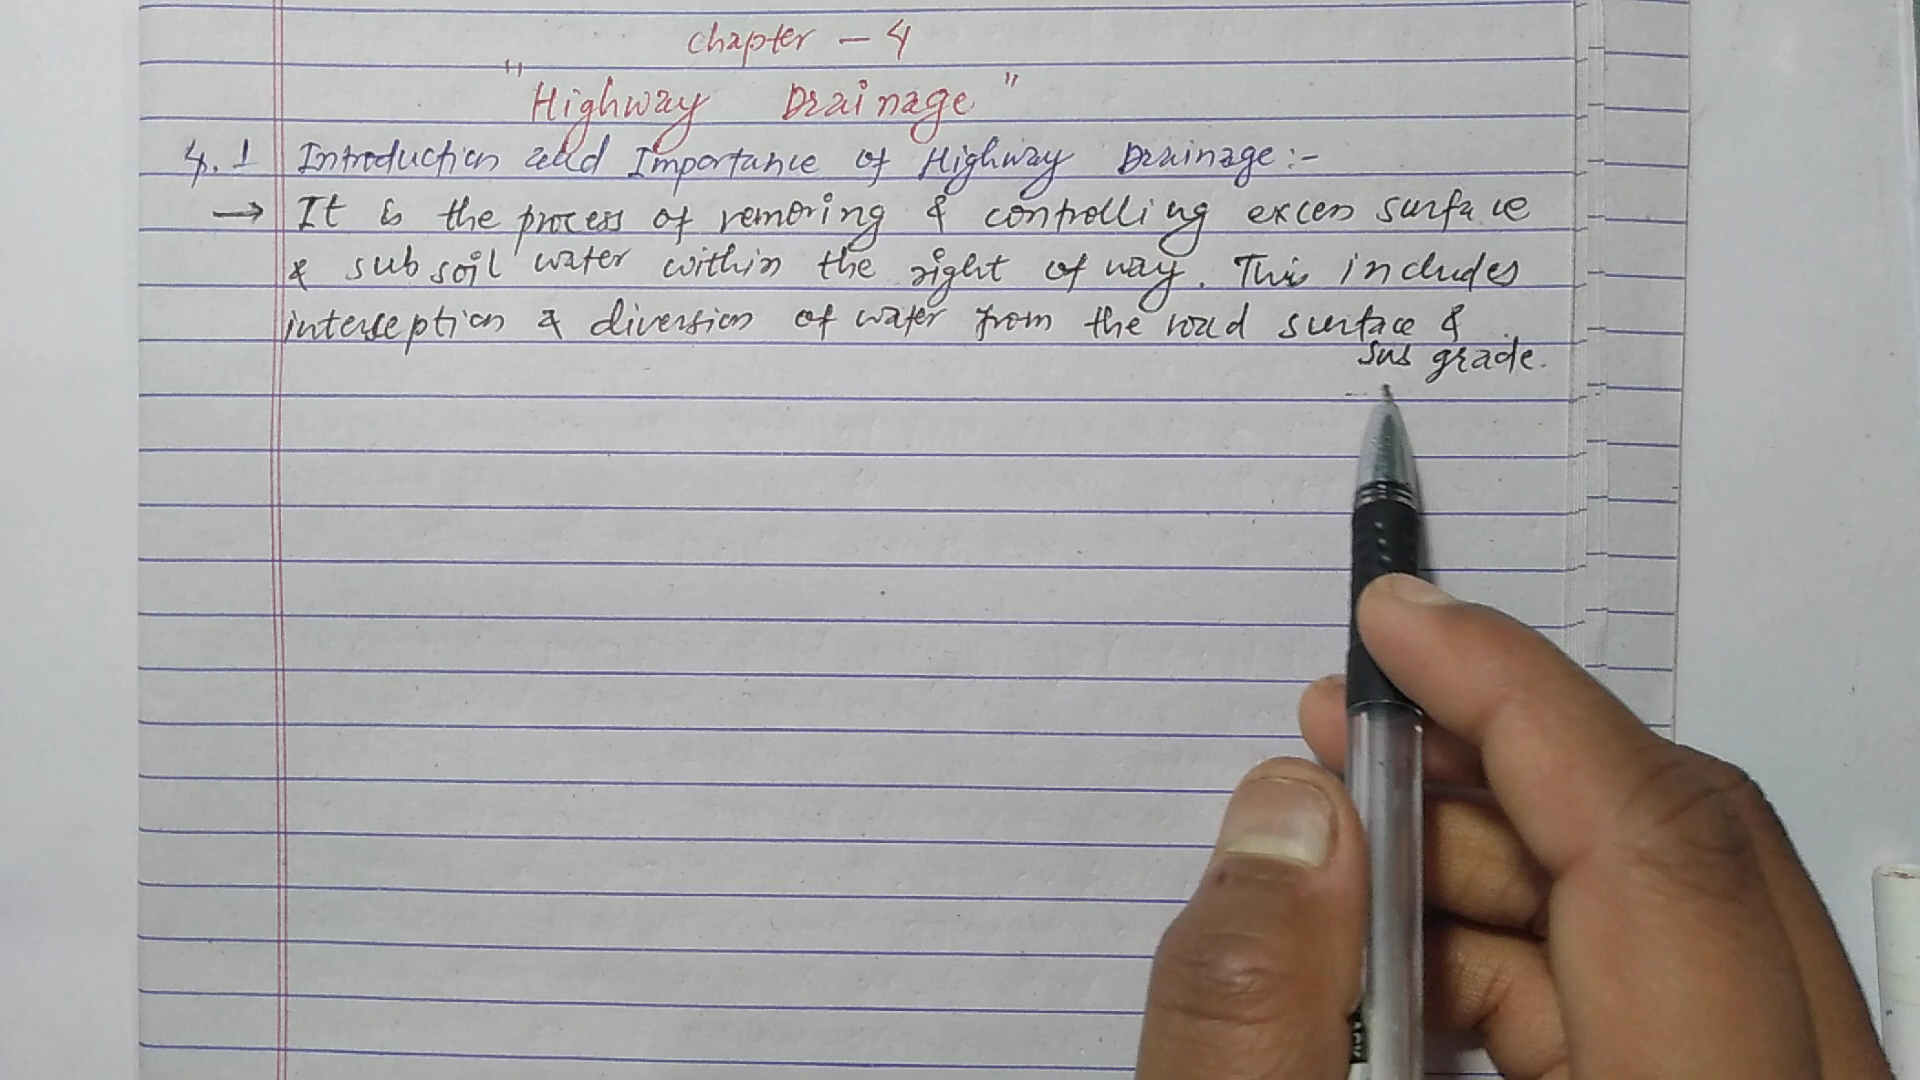 Chapter - 4
"Highway Drainage"
4.1 Introduction and Importance of Highway Drainage:-
→ It is the process of removing & controlling excess surface
& sub soil water within the right of way. This includes
interception & diversion of water from the road surface &
sub grade.